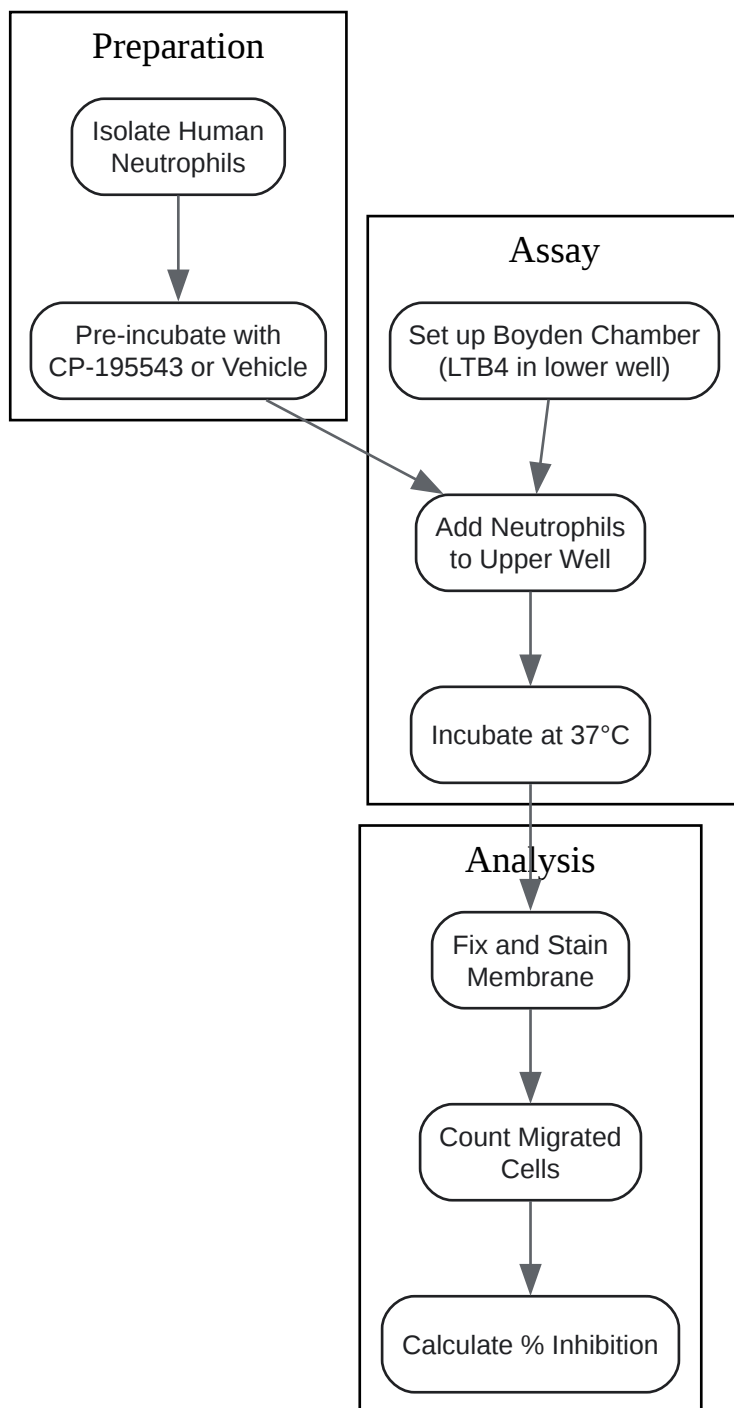 Preparation
Isolate Human
Neutrophils
Pre-incubate with
CP-195543 or Vehicle
Assay
Set up Boyden Chamber
(LTB4 in lower well)
Add Neutrophils
to Upper Well
Incubate at 37°C
Analysis
Fix and Stain
Membrane
Count Migrated
Cells
Calculate % Inhibition